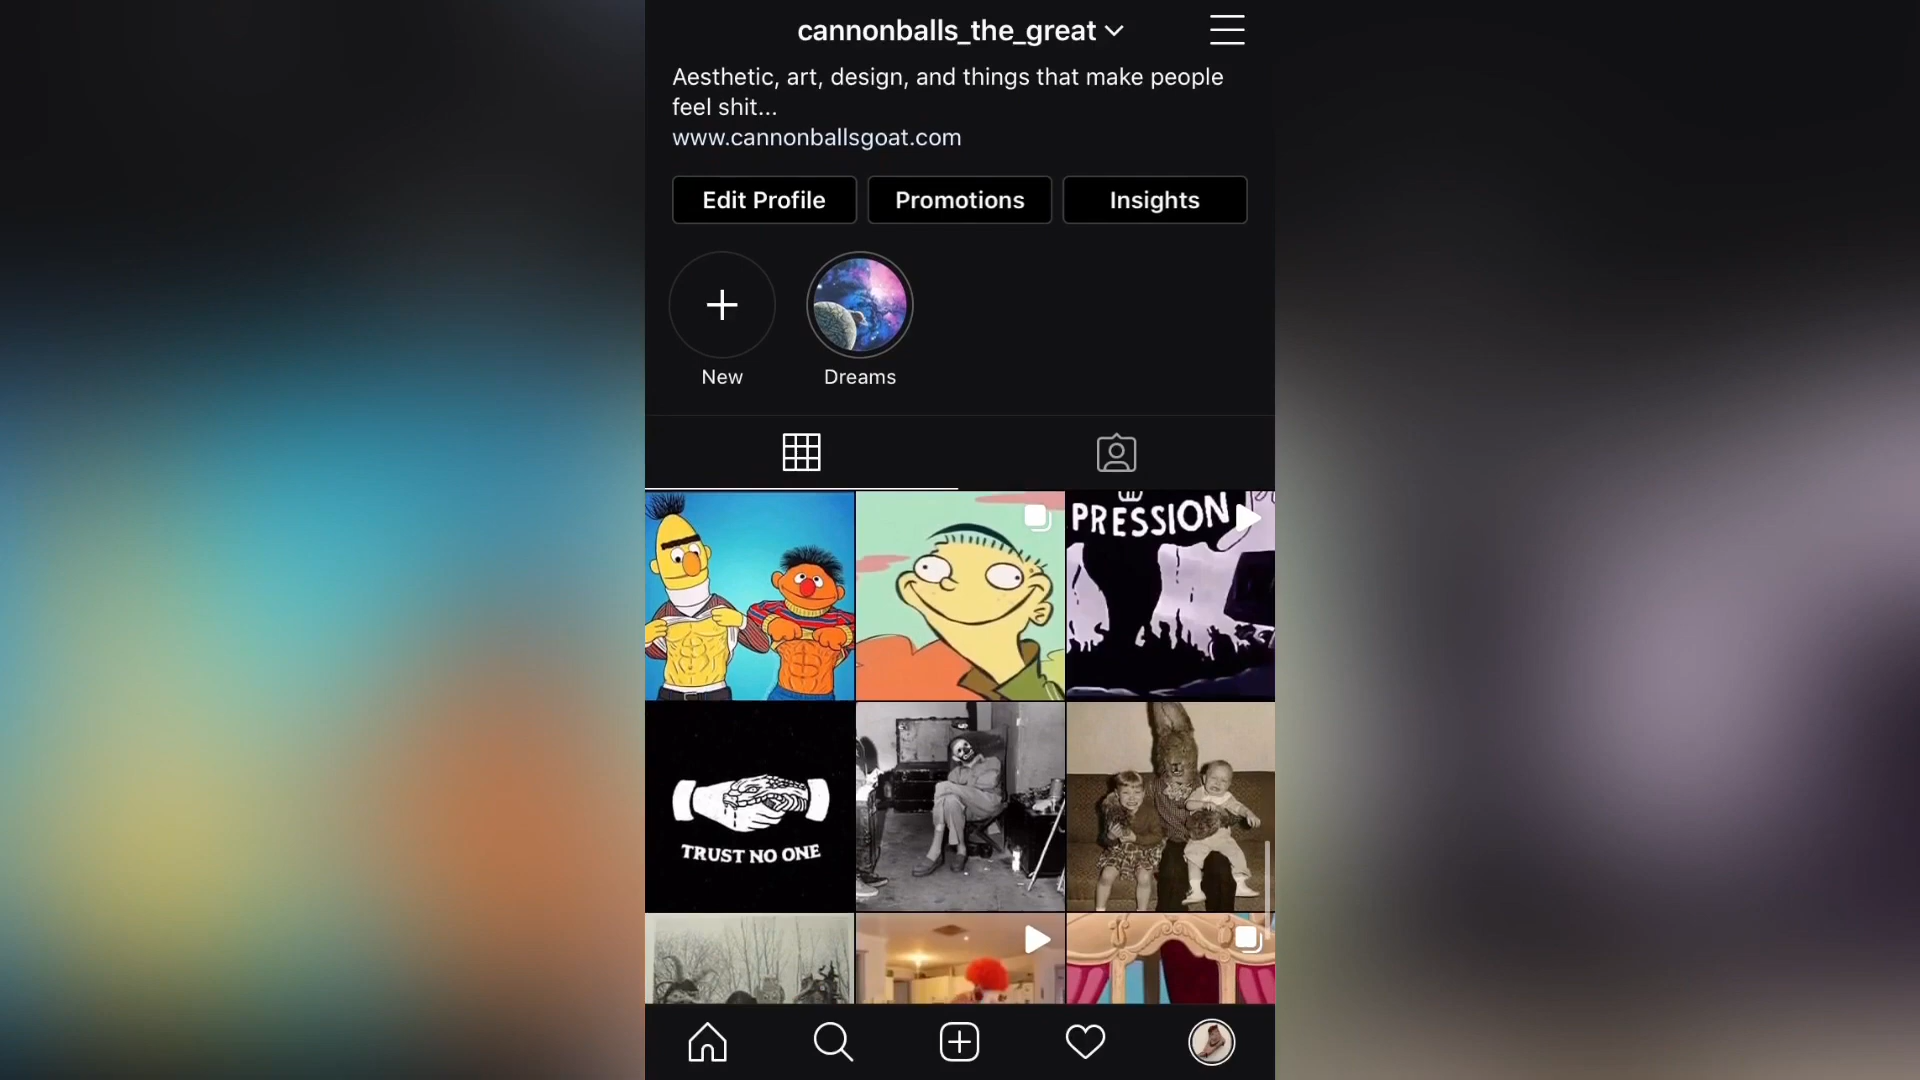 cannonballs_the_great
Aesthetic, art, design, and things that make people
feel shit...
www.cannonballsgoat.com
Edit Profile
Promotions
Insights
New
Dreams
PRESSION
TRUST NO ONE